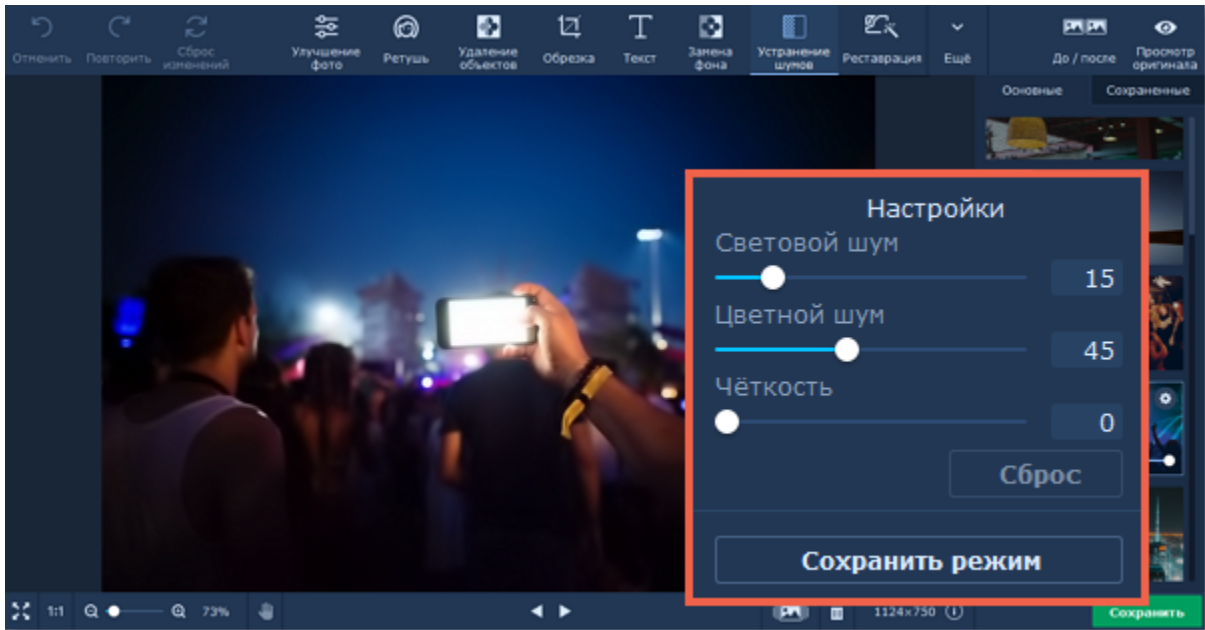 Отменить
Повторить
Сброс
изменений
Улучшение
фото
Ретушь
Удаление
объектов
Обрезка
Текст
Замена
фона
Устранение
шумов
Реставрация
Ещё
До / после
Просмотр
оригинала
Основные
Сохраненные
Настройки
Световой шум
15
Цветной шум
45
Чёткость
0
Сброс
Сохранить режим
1:1
73%
1124×750
Сохранить